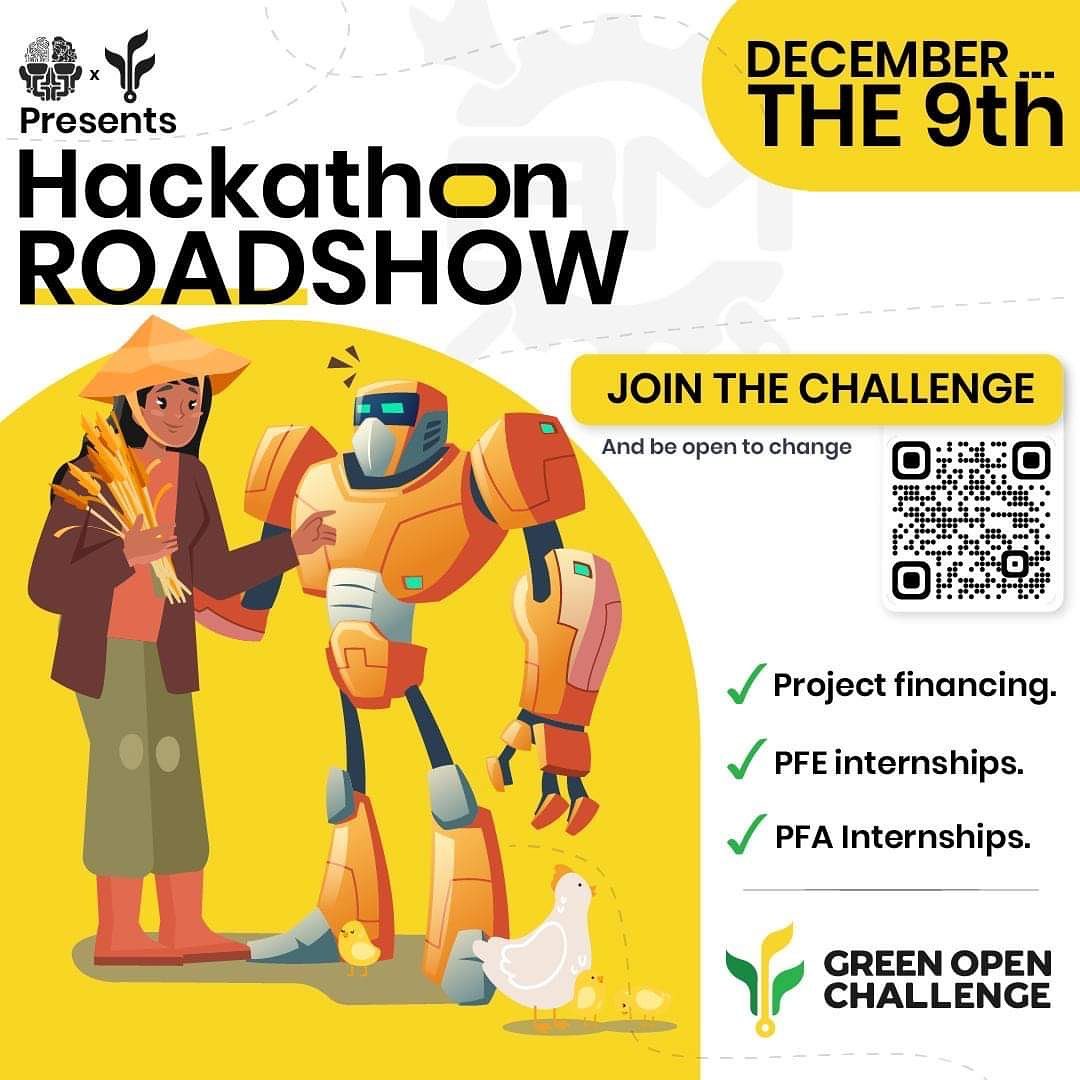 x
Presents
Hackathon
ROADSHOW
DECEMBER ...
THE 9th
JOIN THE CHALLENGE
And be open to change
Project financing.
PFE internships.
PFA Internships.
GREEN OPEN
CHALLENGE